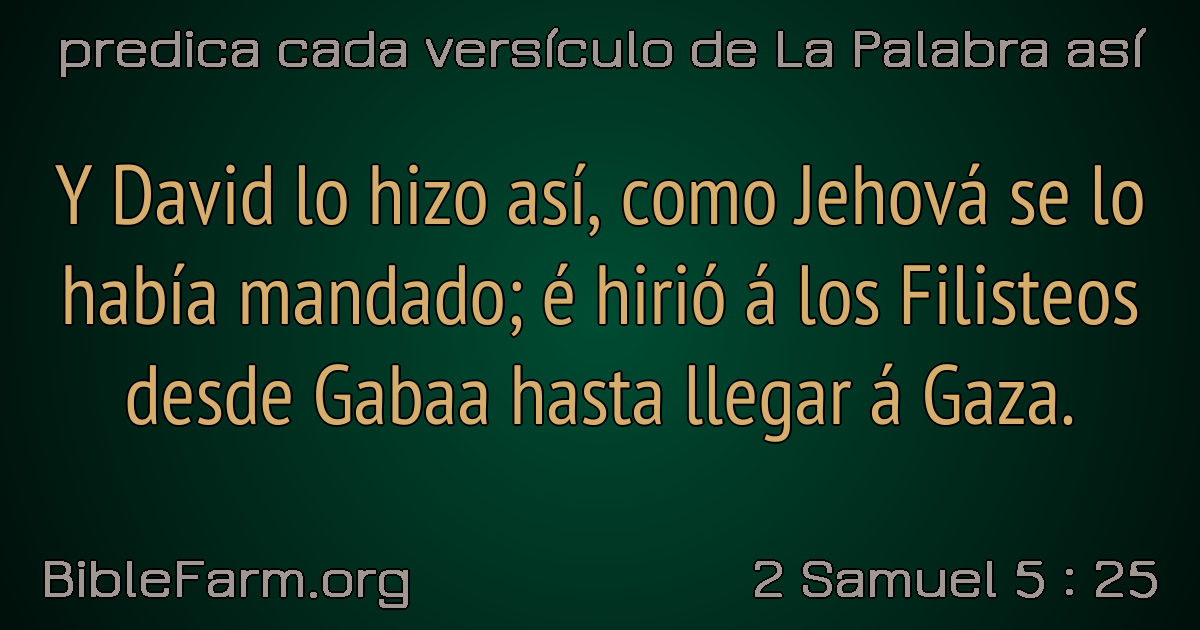 predica cada versículo de La Palabra así
Y David lo hizo así, como Jehová se lo
había mandado; é hirió á los Filisteos
desde Gabaa hasta llegar á Gaza.
BibleFarm.org
2 Samuel 5 : 25